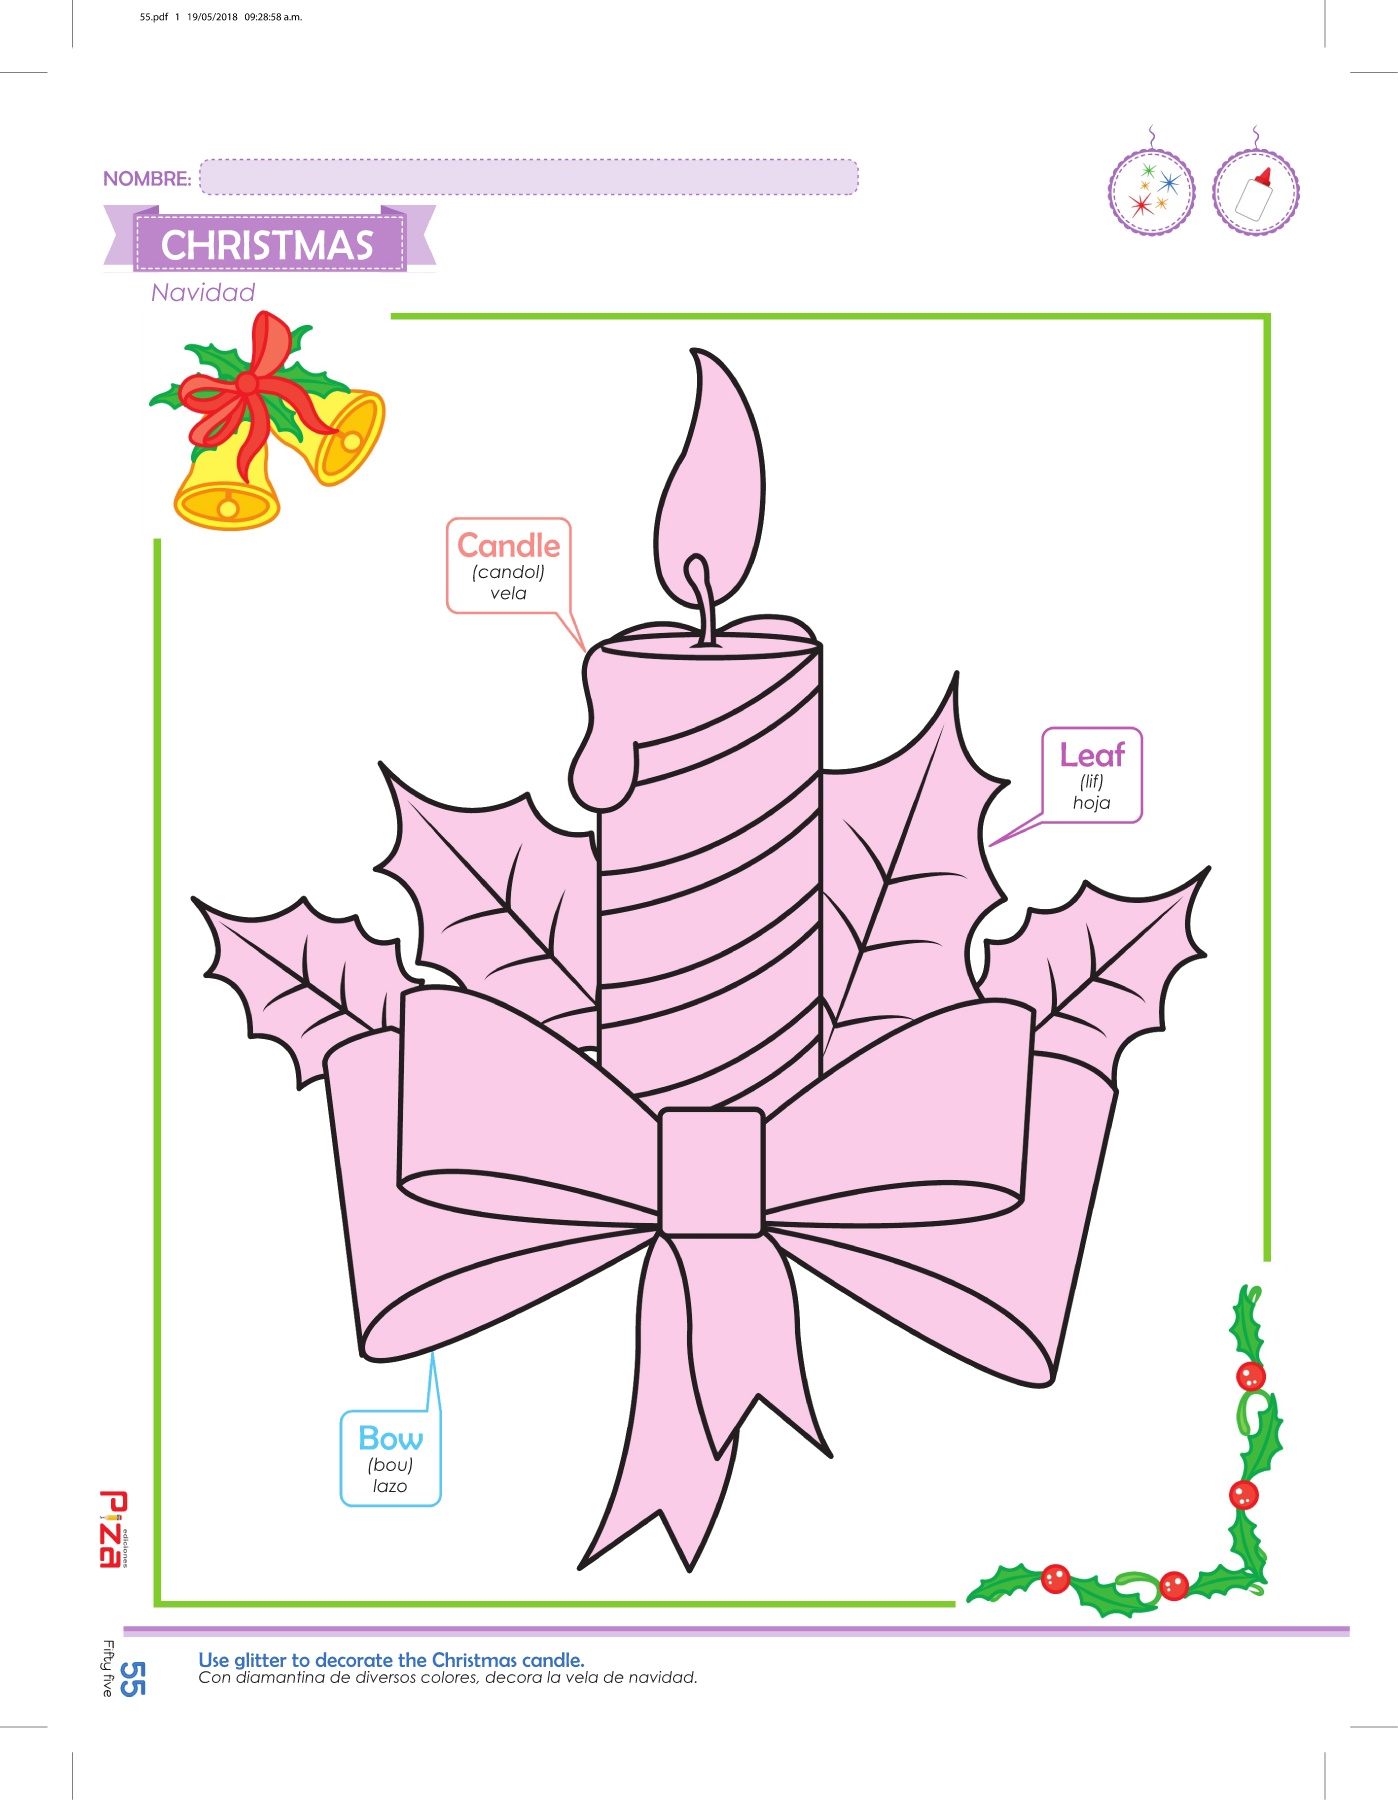 55.pdf 1 19/05/2018 09:28:58 a.m.
NOMBRE:
CHRISTMAS
Navidad
Candle
(candol)
vela
Leaf
(lif)
hoja
Bow
(bou)
lazo
Piza
ediciones
55
Fifty five
Use glitter to decorate the Christmas candle.
Con diamantina de diversos colores, decora la vela de navidad.